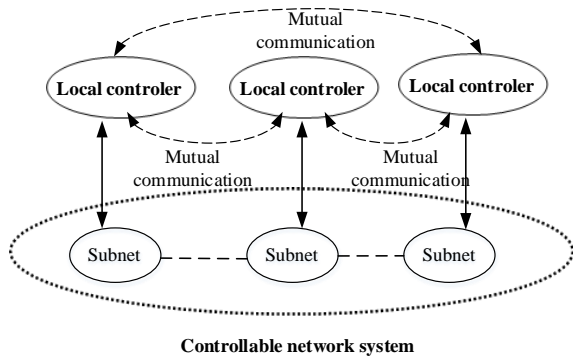 Mutual
communication
Local controler
Local controler
Local controler
Mutual
communication
Mutual
communication
Subnet
Subnet
Subnet
Controllable network system